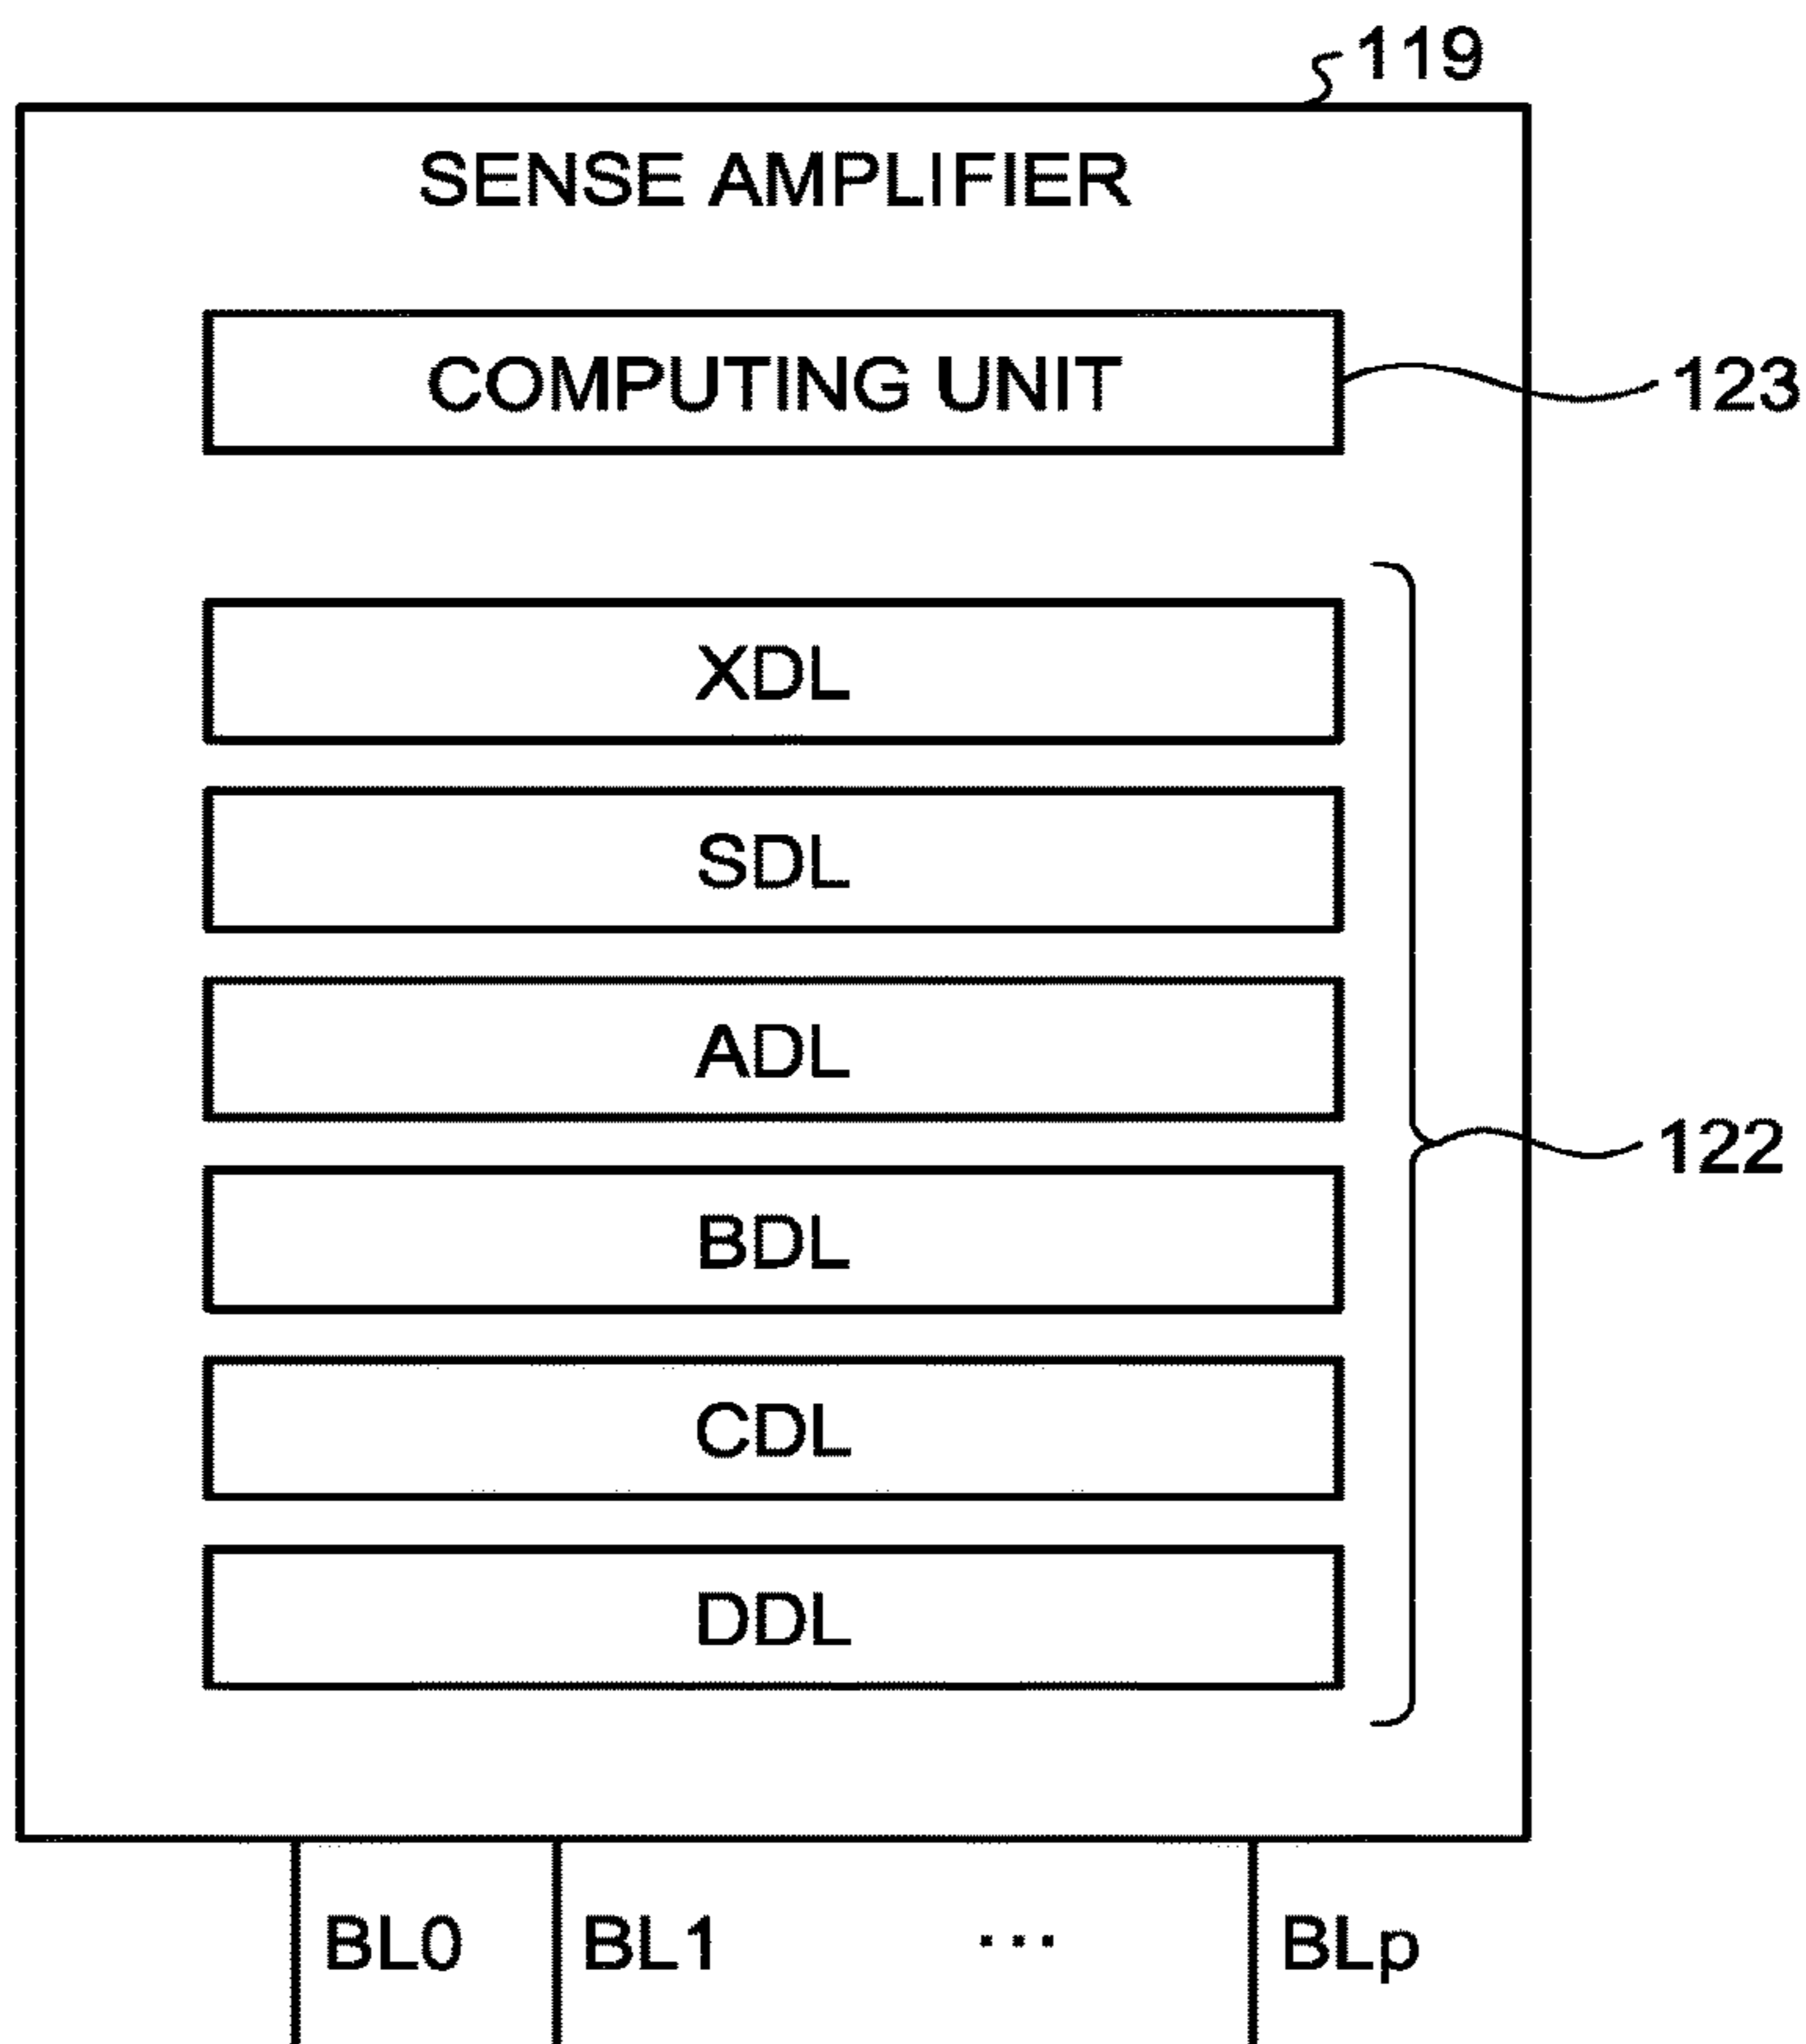 119
SENSE AMPLIFIER
COMPUTING UNIT
123
XDL
SDL
ADL
122
BDL
CDL
DDL
BL0 BL1 ... BLp